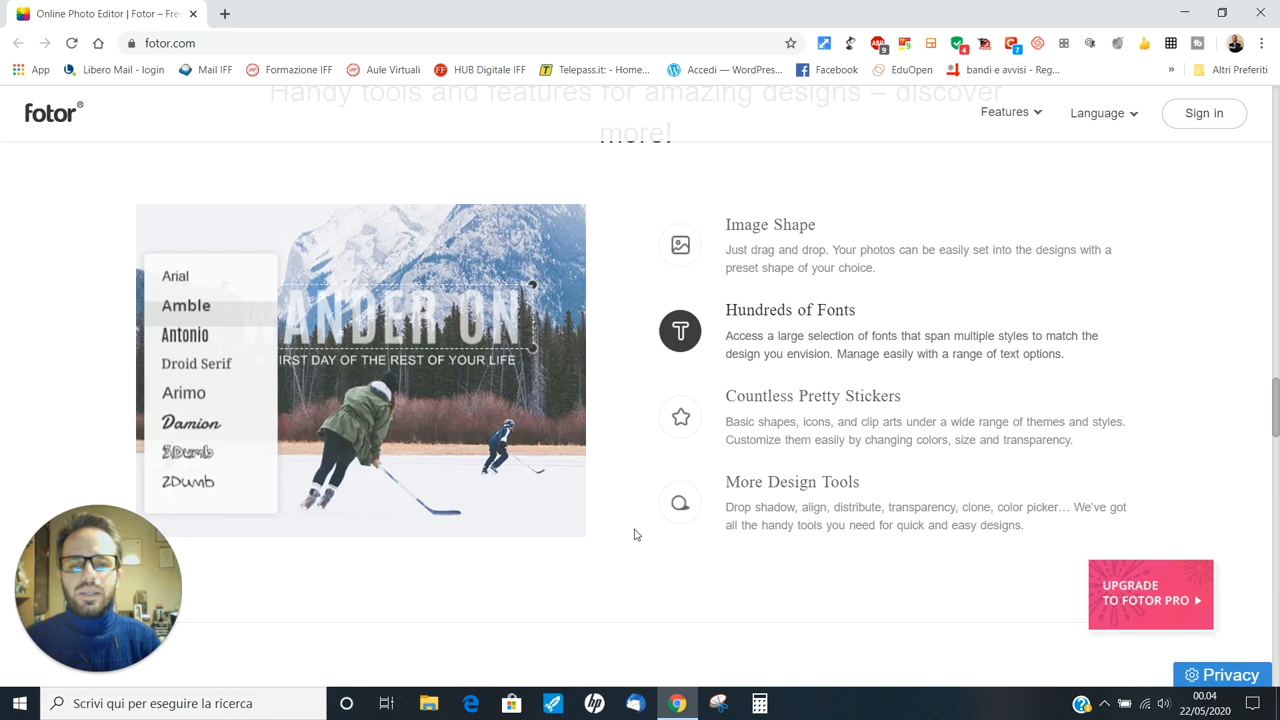 Online Photo Editor | Fotor – Free
fotor.com
9
4
7
App
Libero Mail - login
Mail IFF
Formazione IFF
Aule Virtuali
HUB Digitale IFF
Telepass.it: - Home...
Accedi — WordPres...
Facebook
EduOpen
bandi e avvisi - Reg...
»
Altri Preferiti
Handy tools and features for amazing designs – discover
more!
fotor®
Features
Language
Sign in
Arial
Amble
Antonio
Droid Serif
Arimo
Damion
3Dumb
2Dumb
WANDER ON
THE FIRST DAY OF THE REST OF YOUR LIFE
Image Shape
Just drag and drop. Your photos can be easily set into the designs with a
preset shape of your choice.
Hundreds of Fonts
Access a large selection of fonts that span multiple styles to match the
design you envision. Manage easily with a range of text options.
Countless Pretty Stickers
Basic shapes, icons, and clip arts under a wide range of themes and styles.
Customize them easily by changing colors, size and transparency.
More Design Tools
Drop shadow, align, distribute, transparency, clone, color picker… We've got
all the handy tools you need for quick and easy designs.
UPGRADE
TO FOTOR PRO
Privacy
Scrivi qui per eseguire la ricerca
00.04
22/05/2020